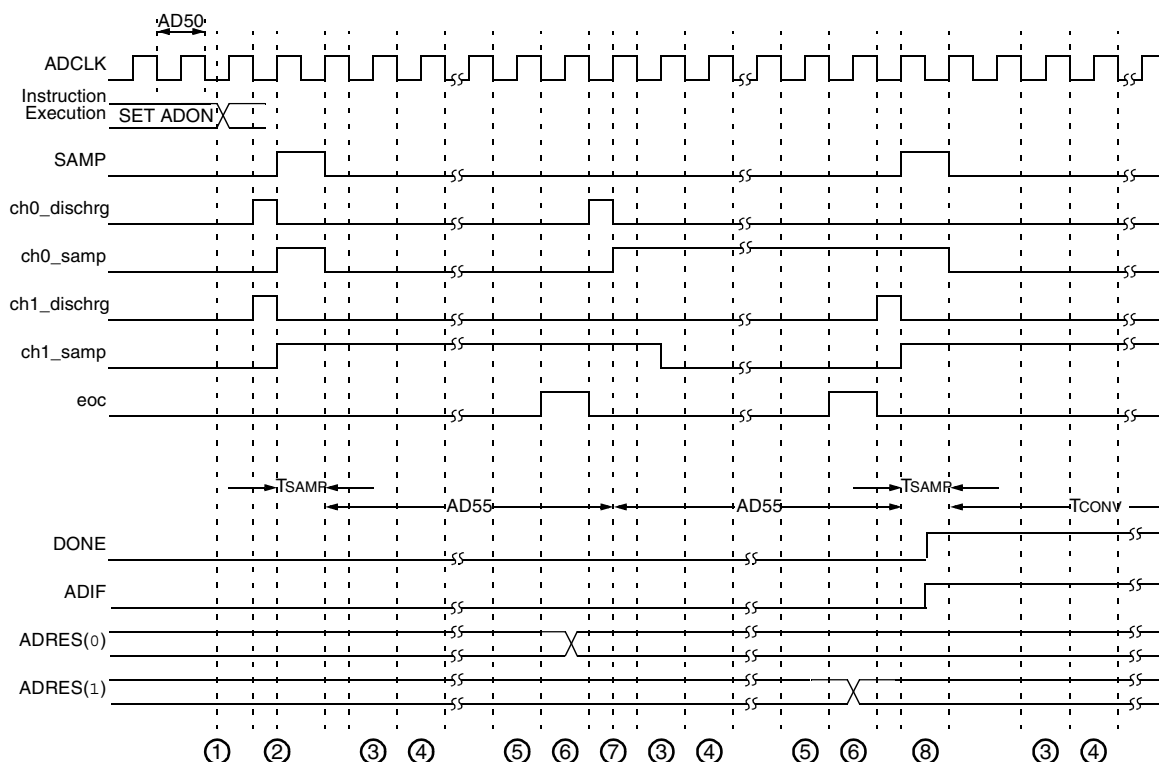 AD50
ADCLK
Instruction
Execution
SET ADON
SAMP
ch0_dischrg
ch0_samp
ch1_dischrg
ch1_samp
eoc
TSAMP TSAMP
AD55 AD55 TCONV
DONE
ADIF
ADRES(0)
ADRES(1)
① ② ③ ④ ⑤ ⑥ ⑦ ③ ④ ⑤ ⑥ ⑧ ③ ④